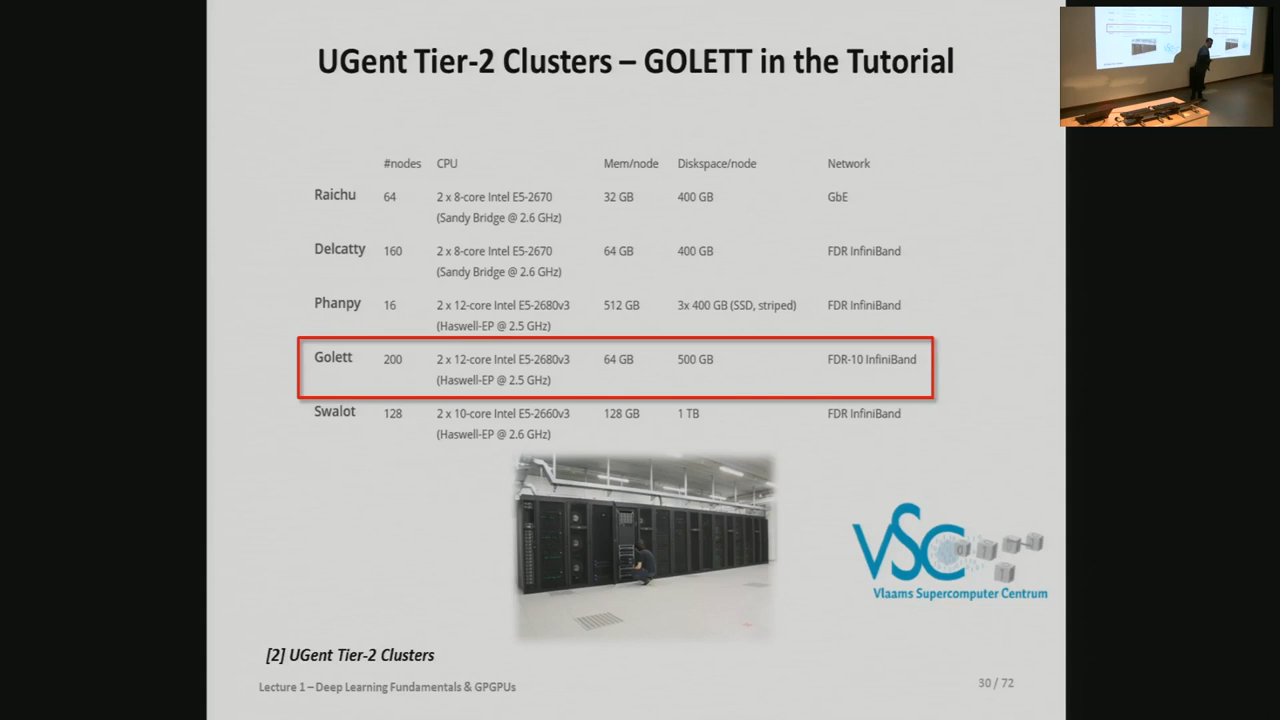 UGent Tier-2 Clusters – GOLETT in the Tutorial
#nodes CPU Mem/node Diskspace/node Network
Raichu 64 2 x 8-core Intel E5-2670 32 GB 400 GB GbE
(Sandy Bridge @ 2.6 GHz)
Delcatty 160 2 x 8-core Intel E5-2670 64 GB 400 GB FDR InfiniBand
(Sandy Bridge @ 2.6 GHz)
Phanpy 16 2 x 12-core Intel E5-2680v3 512 GB 3x 400 GB (SSD, striped) FDR InfiniBand
(Haswell-EP @ 2.5 GHz)
Golett 200 2 x 12-core Intel E5-2680v3 64 GB 500 GB FDR-10 InfiniBand
(Haswell-EP @ 2.5 GHz)
Swalot 128 2 x 10-core Intel E5-2660v3 128 GB 1 TB FDR InfiniBand
(Haswell-EP @ 2.6 GHz)
VSC
Vlaams Supercomputer Centrum
[2] UGent Tier-2 Clusters
Lecture 1 – Deep Learning Fundamentals & GPGPUs
30 / 72